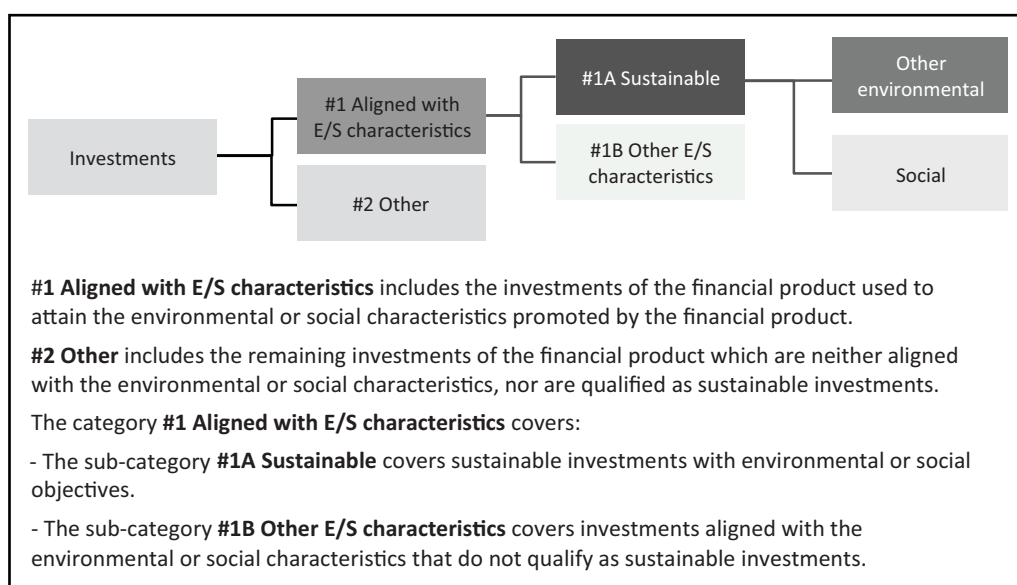 Investments
#1 Aligned with
E/S characteristics
#2 Other
#1A Sustainable
#1B Other E/S
characteristics
Other
environmental
Social
#1 Aligned with E/S characteristics includes the investments of the financial product used to
attain the environmental or social characteristics promoted by the financial product.
#2 Other includes the remaining investments of the financial product which are neither aligned
with the environmental or social characteristics, nor are qualified as sustainable investments.
The category #1 Aligned with E/S characteristics covers:
- The sub-category #1A Sustainable covers sustainable investments with environmental or social
objectives.
- The sub-category #1B Other E/S characteristics covers investments aligned with the
environmental or social characteristics that do not qualify as sustainable investments.